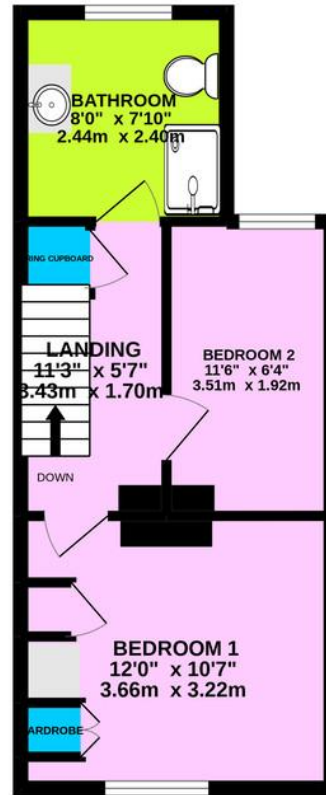 BATHROOM
8'0" x 7'10"
2.44m x 2.40m
ING CUPBOARD
LANDING
11'3" x 5'7"
3.43m x 1.70m
BEDROOM 2
11'6" x 6'4"
3.51m x 1.92m
DOWN
BEDROOM 1
12'0" x 10'7"
3.66m x 3.22m
ARDROBE